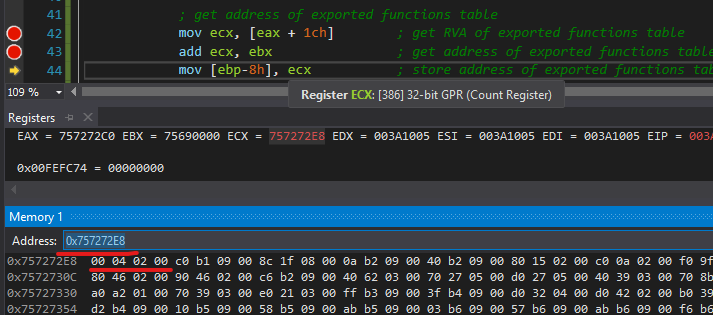 41
; get address of exported functions table
42 mov ecx, [eax + 1ch] ; get RVA of exported functions table
43 add ecx, ebx ; get address of exported functions table
44 mov [ebp-8h], ecx ; store address of exported functions tab
109 %
Register ECX: [386] 32-bit GPR (Count Register)
Registers
EAX = 757272C0 EBX = 75690000 ECX = 757272E8 EDX = 003A1005 ESI = 003A1005 EDI = 003A1005 EIP = 003A
0x00FEFC74 = 00000000
Memory 1
Address: 0x757272E8
0x757272E8 00 04 02 00 c0 b1 09 00 8c 1f 08 00 0a b2 09 00 40 b2 09 00 80 15 02 00 c0 0a 02 00 f0 9f
0x7572730C 80 46 02 00 90 46 02 00 c6 b2 09 00 60 62 03 00 70 27 05 00 d0 27 05 00 40 39 03 00 70 8b
0x75727330 a0 a2 01 00 70 39 03 00 e0 21 03 00 ff b3 09 00 3f b4 09 00 d0 32 04 00 d0 42 02 00 b0 39
0x75727354 d2 b4 09 00 10 b5 09 00 58 b5 09 00 ab b5 09 00 03 b6 09 00 57 b6 09 00 ab b6 09 00 f6 b6